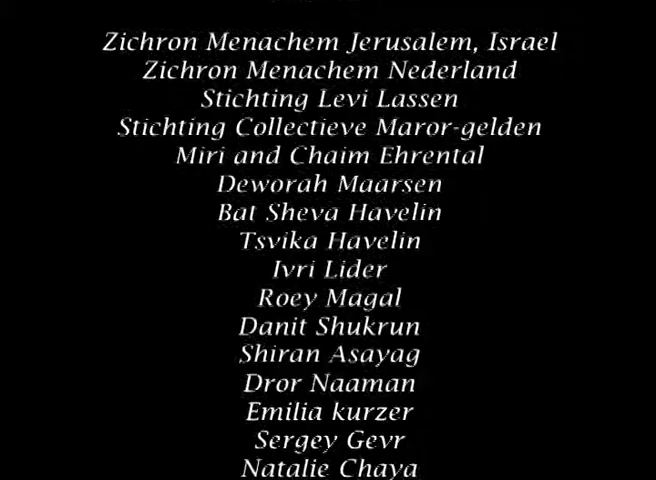 Zichron Menachem Jerusalem, Israel
Zichron Menachem Nederland
Stichting Levi Lassen
Stichting Collectieve Maror-gelden
Miri and Chaim Ehrental
Deworah Maarsen
Bat Sheva Havelin
Tsvika Havelin
Ivri Lider
Roey Magal
Danit Shukrun
Shiran Asayag
Dror Naaman
Emilia kurzer
Sergey Gevr
Natalie Chaya